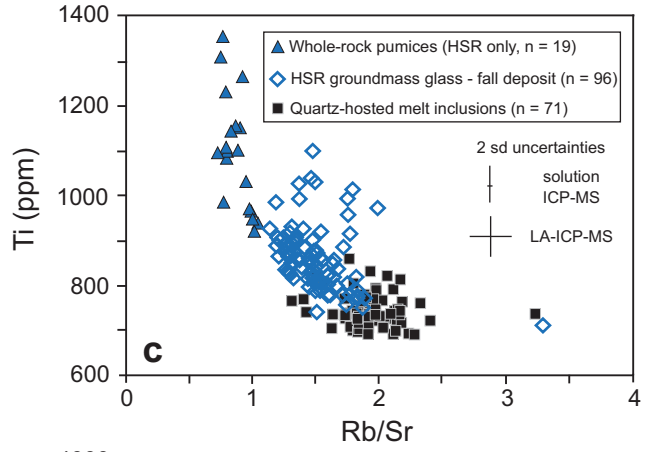 1400
1200
1000
800
600
Ti (ppm)
Whole-rock pumices (HSR only, n = 19)
HSR groundmass glass - fall deposit (n = 96)
Quartz-hosted melt inclusions (n = 71)
2 sd uncertainties
solution
ICP-MS
LA-ICP-MS
c
0 1 2 3 4
Rb/Sr